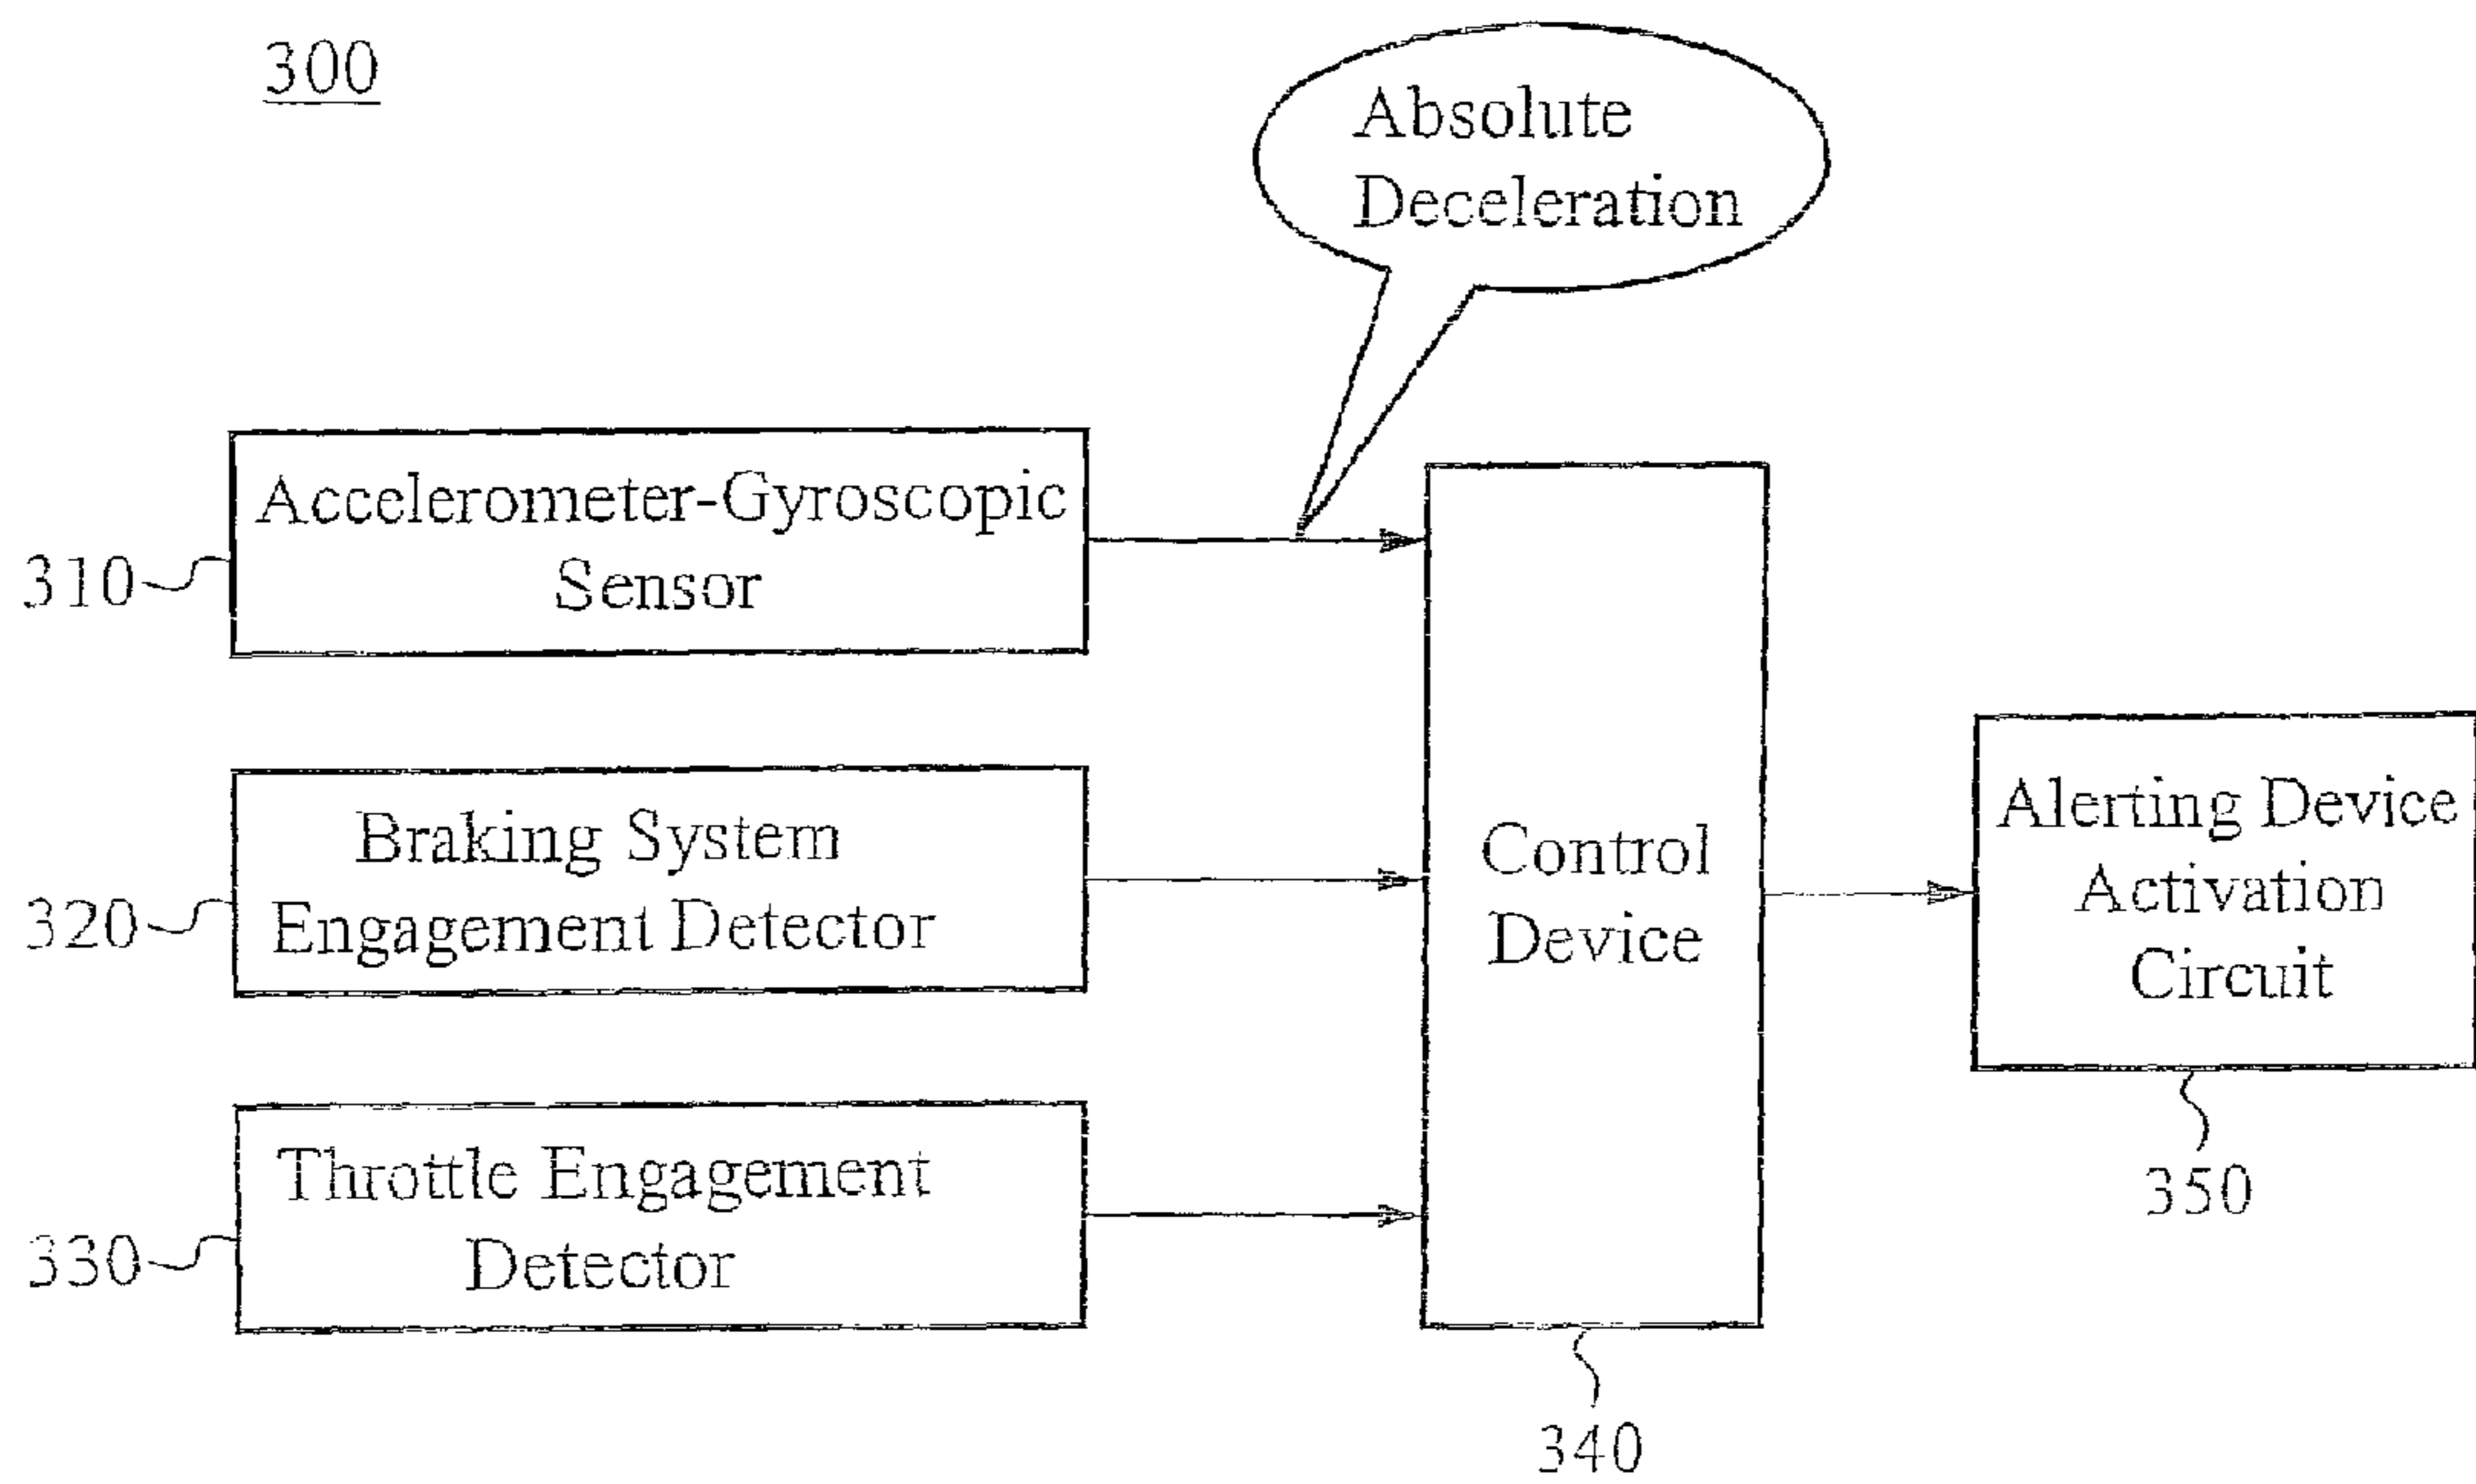 300
Absolute
Deceleration
Accelerometer-Gyroscopic
Sensor
310
Braking System
Engagement Detector
320
Throttle Engagement
Detector
330
Control
Device
340
Alerting Device
Activation
Circuit
350